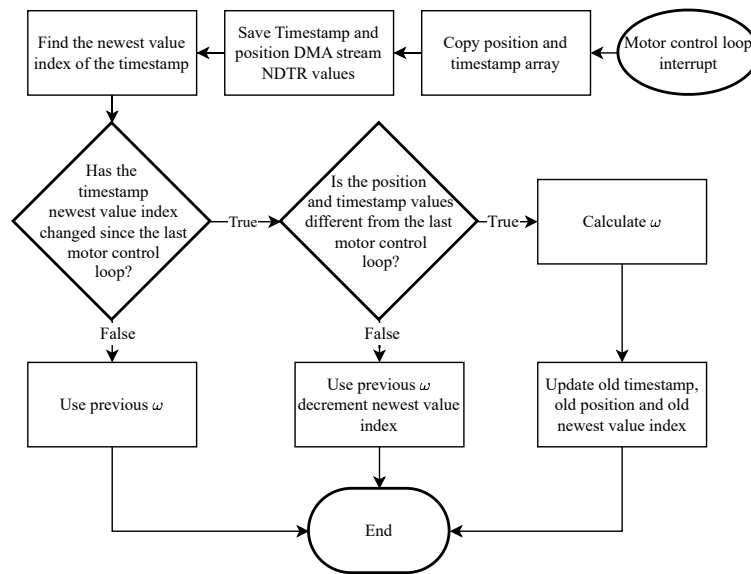 Find the newest value
index of the timestamp
Save Timestamp and
position DMA stream
NDTR values
Copy position and
timestamp array
Motor control loop
interrupt
Has the
timestamp
newest value index
changed since the last
motor control
loop?
True
Is the position
and timestamp values
different from the last
motor control
loop?
True
Calculate ω
False
False
Use previous ω
Use previous ω
decrement newest value
index
Update old timestamp,
old position and old
newest value index
End